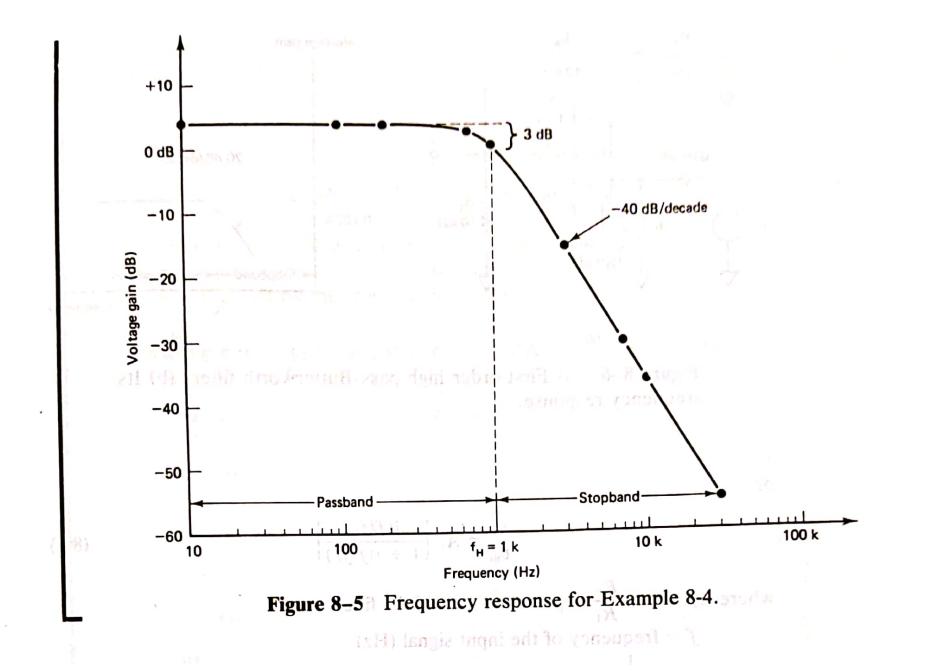 +10
0 dB
−10
−20
−30
−40
−50
−60
Voltage gain (dB)
3 dB
−40 dB/decade
Passband
Stopband
10
100
fH = 1 k
10 k
100 k
Frequency (Hz)
Figure 8–5 Frequency response for Example 8-4.